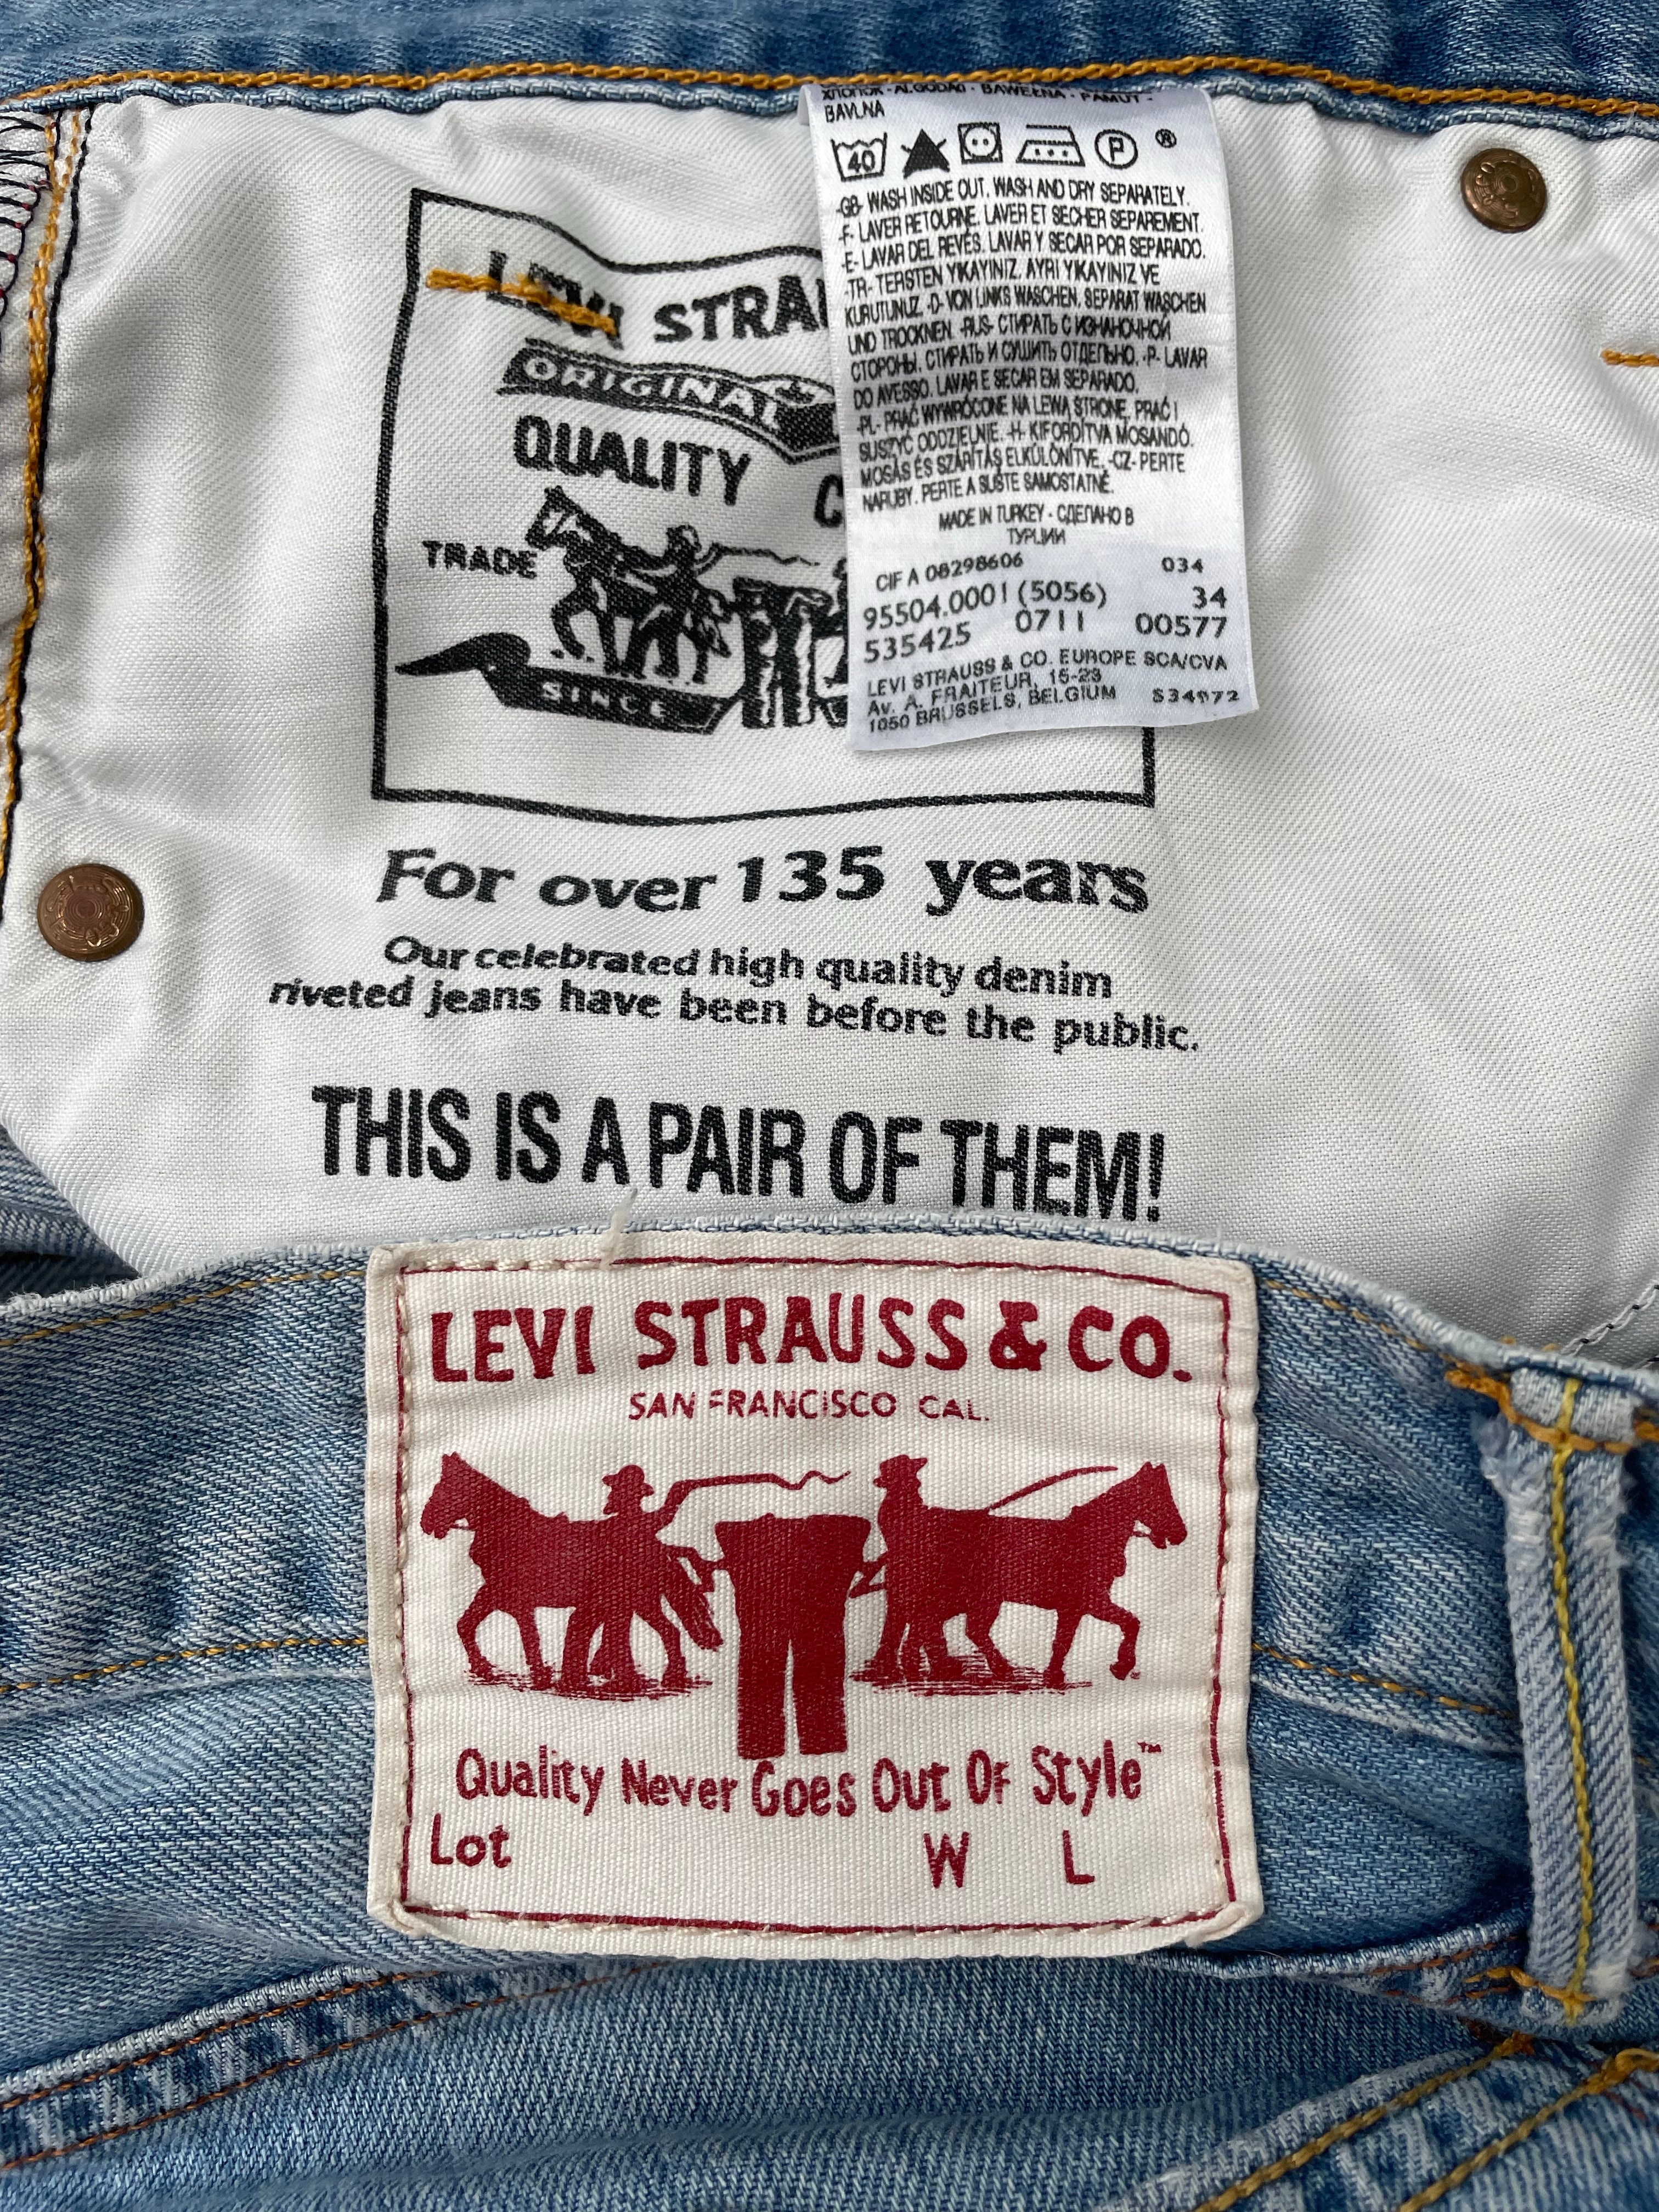 ХЛОПОК - ALGODÃO - BAWEŁNA - PAMUT -
BAVLNA
40 P ®
-GB- WASH INSIDE OUT. WASH AND DRY SEPARATELY.
-F- LAVER RETOURNE. LAVER ET SECHER SEPAREMENT.
-E- LAVAR DEL REVÉS. LAVAR Y SECAR POR SEPARADO.
-TR- TERSTEN YIKAYINIZ. AYRI YIKAYINIZ VE
KURUTUNUZ. -D- VON LINKS WASCHEN. SEPARAT WASCHEN
UND TROCKNEN. -RUS- СТИРАТЬ С ИЗНАНОЧНОЙ
СТОРОНЫ. СТИРАТЬ И СУШИТЬ ОТДЕЛЬНО. -P- LAVAR
DO AVESSO. LAVAR E SECAR EM SEPARADO.
-PL- PRAĆ WYWRÓCONE NA LEWĄ STRONĘ. PRAĆ I
SUSZYĆ ODDZIELNIE. -H- KIFORDÍTVA MOSANDÓ.
MOSÁS ÉS SZÁRÍTÁS ELKÜLÖNÍTVE. -CZ- PERTE
NARUBY. PERTE A SUŠTE SAMOSTATNĚ.
MADE IN TURKEY - СДЕЛАНО В
ТУРЦИИ
CIF A 08298606 034
95504.0001 (5056) 34
535425 0711 00577
LEVI STRAUSS & CO. EUROPE SCA/CVA
Av. A. FRAITEUR, 15-23
1050 BRUSSELS, BELGIUM S34972
LEVI STRAU
ORIGINAL
QUALITY C
TRADE
SINCE
For over 135 years
Our celebrated high quality denim
riveted jeans have been before the public.
THIS IS A PAIR OF THEM!
LEVI STRAUSS & CO.
SAN FRANCISCO CAL.
Quality Never Goes Out Of Style™
Lot W L